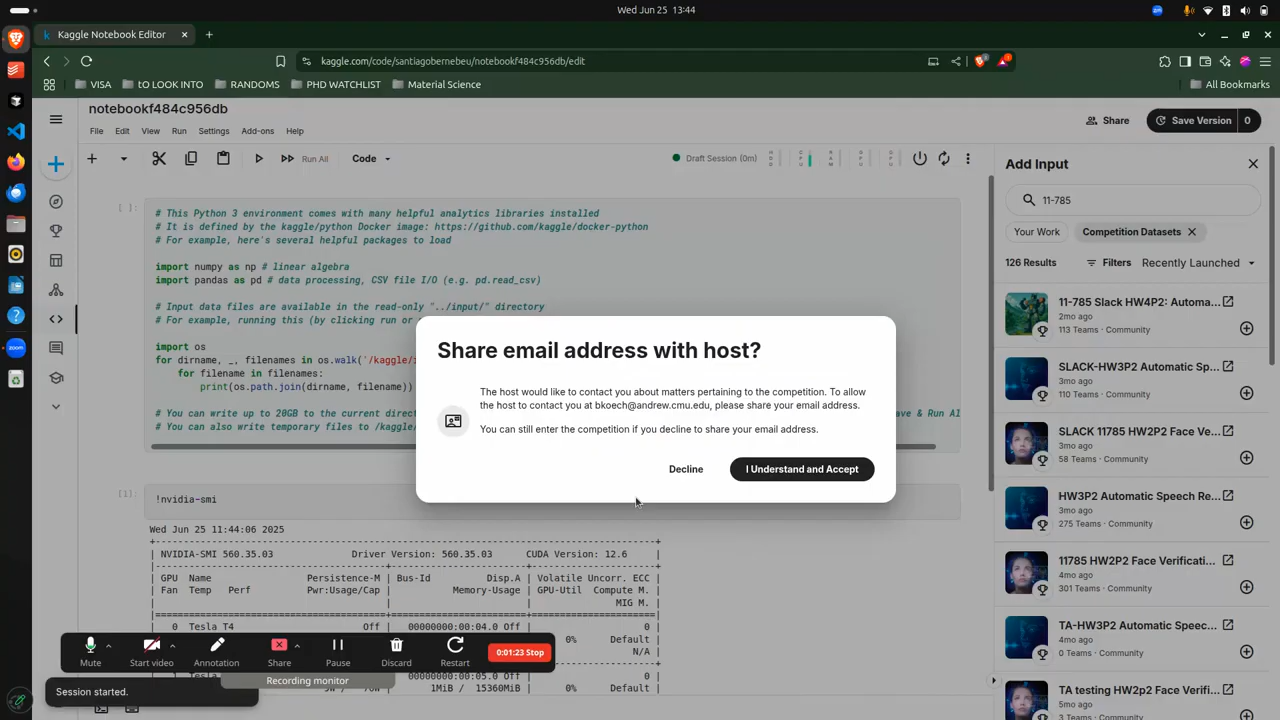 Wed Jun 25 13:44
Kaggle Notebook Editor
kaggle.com/code/santiagobernebeu/notebookf484c956db/edit
VISA
tO LOOK INTO
RANDOMS
PHD WATCHLIST
Material Science
All Bookmarks
notebookf484c956db
File Edit View Run Settings Add-ons Help
Share
Save Version 0
Run All
Code
Draft Session (0m)
[ ]:
# This Python 3 environment comes with many helpful analytics libraries installed
# It is defined by the kaggle/python Docker image: https://github.com/kaggle/docker-python
# For example, here's several helpful packages to load
import numpy as np # linear algebra
import pandas as pd # data processing, CSV file I/O (e.g. pd.read_csv)
# Input data files are available in the read-only "../input/" directory
# For example, running this (by clicking run or
import os
for dirname, _, filenames in os.walk('/kaggle/i
for filename in filenames:
print(os.path.join(dirname, filename))
# You can write up to 20GB to the current direct ave & Run Al
# You can also write temporary files to /kaggle/
Share email address with host?
The host would like to contact you about matters pertaining to the competition. To allow
the host to contact you at bkoech@andrew.cmu.edu, please share your email address.
You can still enter the competition if you decline to share your email address.
Decline
I Understand and Accept
[1]:
!nvidia-smi
Wed Jun 25 11:44:06 2025
NVIDIA-SMI 560.35.03 Driver Version: 560.35.03 CUDA Version: 12.6
GPU Name Persistence-M | Bus-Id Disp.A | Volatile Uncorr. ECC
Fan Temp Perf Pwr:Usage/Cap | Memory-Usage | GPU-Util Compute M.
MIG M.
0 Tesla T4 Off | 00000000:00:04.0 Off | 0
0% Default
N/A
00000000:00:05.0 Off | 0
1MiB / 15360MiB | 0% Default
Mute
Start video
Annotation
Share
Pause
Discard
Restart
0:01:23 Stop
Recording monitor
Session started.
Add Input
11-785
Your Work
Competition Datasets
126 Results
Filters
Recently Launched
11-785 Slack HW4P2: Automa...
2mo ago
113 Teams · Community
SLACK-HW3P2 Automatic Sp...
3mo ago
110 Teams · Community
SLACK 11785 HW2P2 Face Ve...
3mo ago
58 Teams · Community
HW3P2 Automatic Speech Re...
3mo ago
275 Teams · Community
11785 HW2P2 Face Verificati...
4mo ago
301 Teams · Community
TA-HW3P2 Automatic Speec...
4mo ago
0 Teams · Community
TA testing HW2p2 Face Verifi...
5mo ago
3 Teams · Community